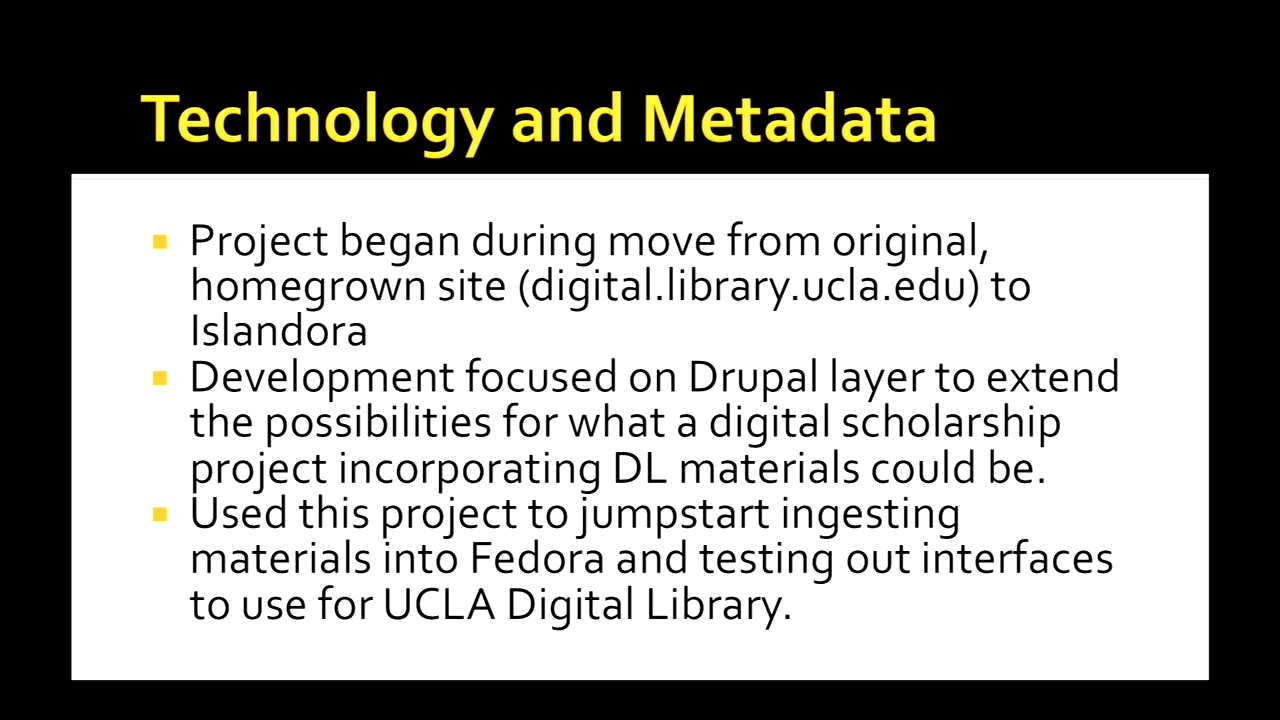 Technology and Metadata
Project began during move from original,
homegrown site (digital.library.ucla.edu) to
Islandora
Development focused on Drupal layer to extend
the possibilities for what a digital scholarship
project incorporating DL materials could be.
Used this project to jumpstart ingesting
materials into Fedora and testing out interfaces
to use for UCLA Digital Library.